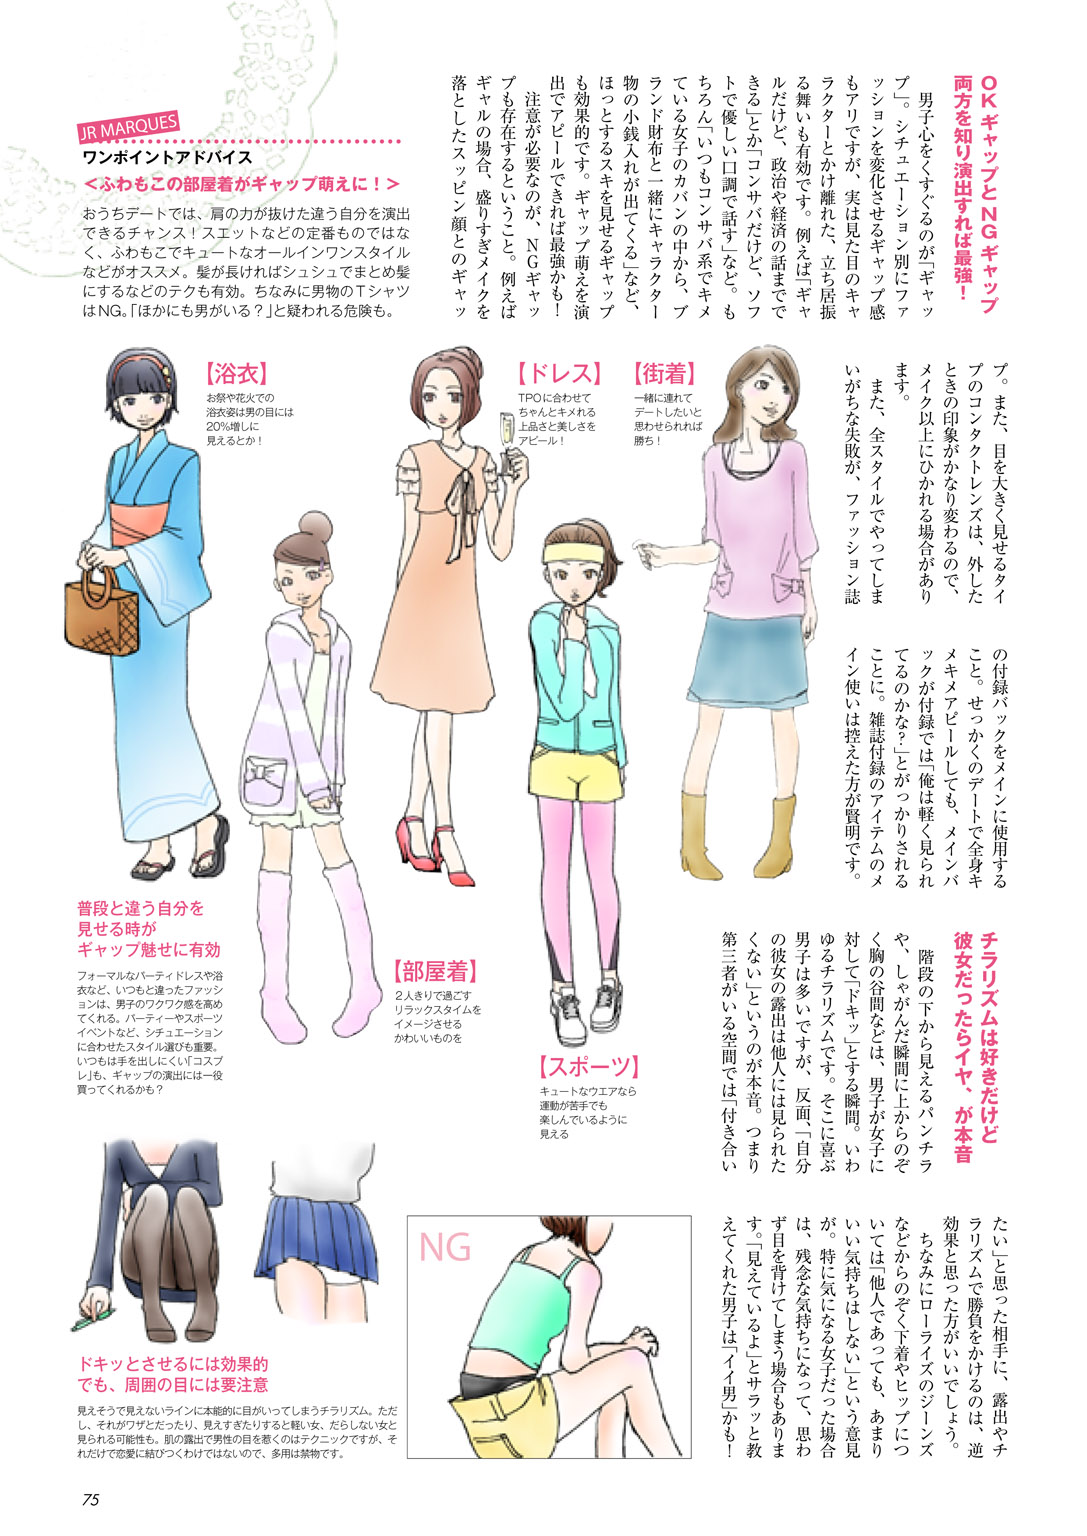 OKギャップとNGギャップ
両方を知り演出すれば最強！
　男子心をくすぐるのが「ギャッ
プ」。シチュエーション別にファ
ッションを変化させるギャップ感
もアリですが、実は見た目のキャ
ラクターとかけ離れた、立ち居振
る舞いも有効です。例えば「ギャ
ルだけど、政治や経済の話までで
きる」とか「コンサバだけど、ソフ
トで優しい口調で話す」など。も
ちろん「いつもコンサバ系でキメ
ている女子のカバンの中から、ブ
ランド財布と一緒にキャラクター
物の小銭入れが出てくる」など、
ほっとするスキを見せるギャップ
も効果的です。ギャップ萌えを演
出でアピールできれば最強かも！
　注意が必要なのが、NGギャッ
プも存在するということ。例えば
ギャルの場合、盛りすぎメイクを
落としたスッピン顔とのギャッ
プ。また、目を大きく見せるタイ
プのコンタクトレンズは、外した
ときの印象がかなり変わるので、
メイク以上にひかれる場合があり
ます。
　また、全スタイルでやってしま
いがちな失敗が、ファッション誌
の付録バックをメインに使用する
こと。せっかくのデートで全身キ
メキメアピールしても、メインバ
ックが付録では「俺は軽く見られ
てるのかな？」とがっかりされる
ことに。雑誌付録のアイテムのメ
イン使いは控えた方が賢明です。
チラリズムは好きだけど
彼女だったらイヤ、が本音
　階段の下から見えるパンチラ
や、しゃがんだ瞬間に上からのぞ
く胸の谷間などは、男子が女子に
対して「ドキッ」とする瞬間。いわ
ゆるチラリズムです。そこに喜ぶ
男子は多いですが、反面、「自分
の彼女の露出は他人には見られた
くない」というのが本音。つまり
第三者がいる空間では「付き合い
たい」と思った相手に、露出やチ
ラリズムで勝負をかけるのは、逆
効果と思った方がいいでしょう。
　ちなみにローライズのジーンズ
などからのぞく下着やヒップにつ
いては「他人であっても、あまり
いい気持ちはしない」という意見
が。特に気になる女子だった場合
は、残念な気持ちになって、思わ
ず目を背けてしまう場合もありま
す。「見えているよ」とサラッと教
えてくれた男子は「イイ男」かも！
JR MARQUES
ワンポイントアドバイス
＜ふわもこの部屋着がギャップ萌えに！＞
おうちデートでは、肩の力が抜けた違う自分を演出
できるチャンス！スエットなどの定番ものではな
く、ふわもこでキュートなオールインワンスタイル
などがオススメ。髪が長ければシュシュでまとめ髪
にするなどのテクも有効。ちなみに男物のTシャツ
はNG。「ほかにも男がいる？」と疑われる危険も。
【浴衣】
お祭や花火での
浴衣姿は男の目には
20%増しに
見えるとか！
【ドレス】
TPOに合わせて
ちゃんとキメれる
上品さと美しさを
アピール！
【街着】
一緒に連れて
デートしたいと
思わせられれば
勝ち！
普段と違う自分を
見せる時が
ギャップ魅せに有効
フォーマルなパーティドレスや浴
衣など、いつもと違ったファッシ
ョンは、男子のワクワク感を高め
てくれる。パーティーやスポーツ
イベントなど、シチュエーション
に合わせたスタイル選びも重要。
いつもは手を出しにくい「コスプ
レ」も、ギャップの演出には一役
買ってくれるかも？
【部屋着】
2人きりで過ごす
リラックスタイムを
イメージさせる
かわいいものを
【スポーツ】
キュートなウエアなら
運動が苦手でも
楽しんでいるように
見える
NG
ドキッとさせるには効果的
でも、周囲の目には要注意
見えそうで見えないラインに本能的に目がいってしまうチラリズム。ただ
し、それがワザとだったり、見えすぎたりすると軽い女、だらしない女と
見られる可能性も。肌の露出で男性の目を惹くのはテクニックですが、そ
れだけで恋愛に結びつくわけではないので、多用は禁物です。
75